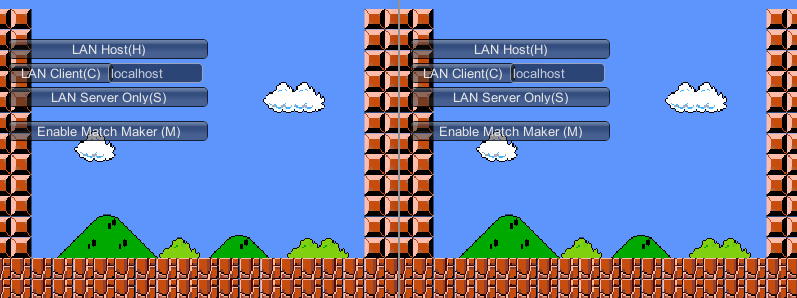 LAN Host(H)
LAN Client(C) localhost
LAN Server Only(S)
Enable Match Maker (M)
LAN Host(H)
LAN Client(C) localhost
LAN Server Only(S)
Enable Match Maker (M)